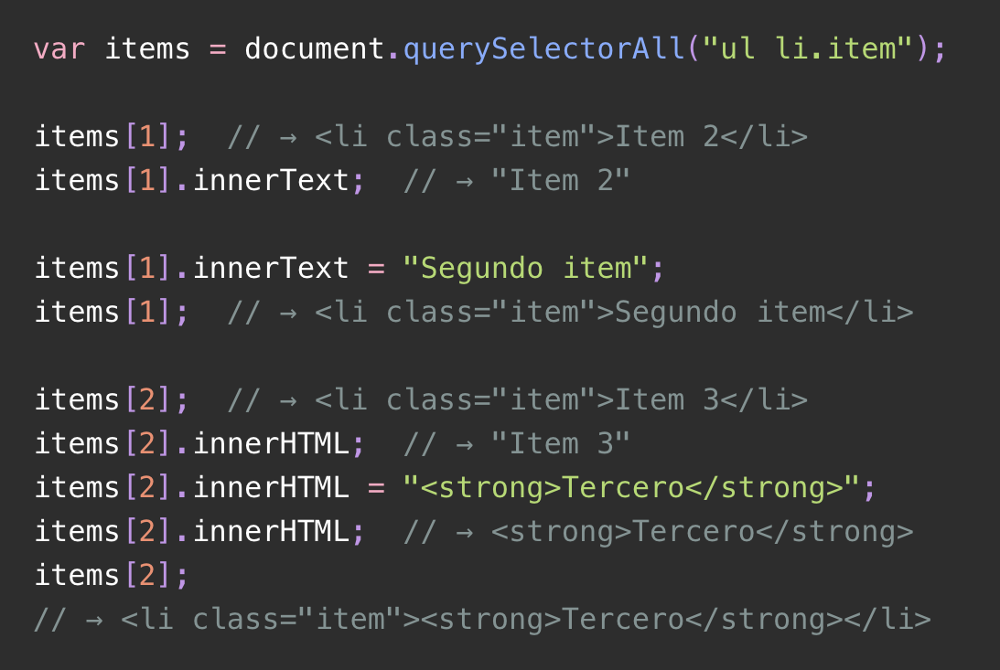 var items = document.querySelectorAll("ul li.item");
items[1];  // → <li class="item">Item 2</li>
items[1].innerText;  // → "Item 2"
items[1].innerText = "Segundo item";
items[1];  // → <li class="item">Segundo item</li>
items[2];  // → <li class="item">Item 3</li>
items[2].innerHTML;  // → "Item 3"
items[2].innerHTML = "<strong>Tercero</strong>";
items[2].innerHTML;  // → <strong>Tercero</strong>
items[2];
// → <li class="item"><strong>Tercero</strong></li>